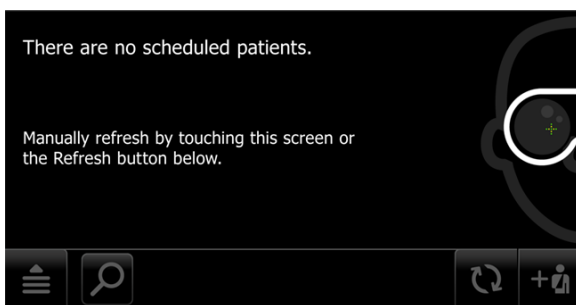 There are no scheduled patients.
Manually refresh by touching this screen or
the Refresh button below.